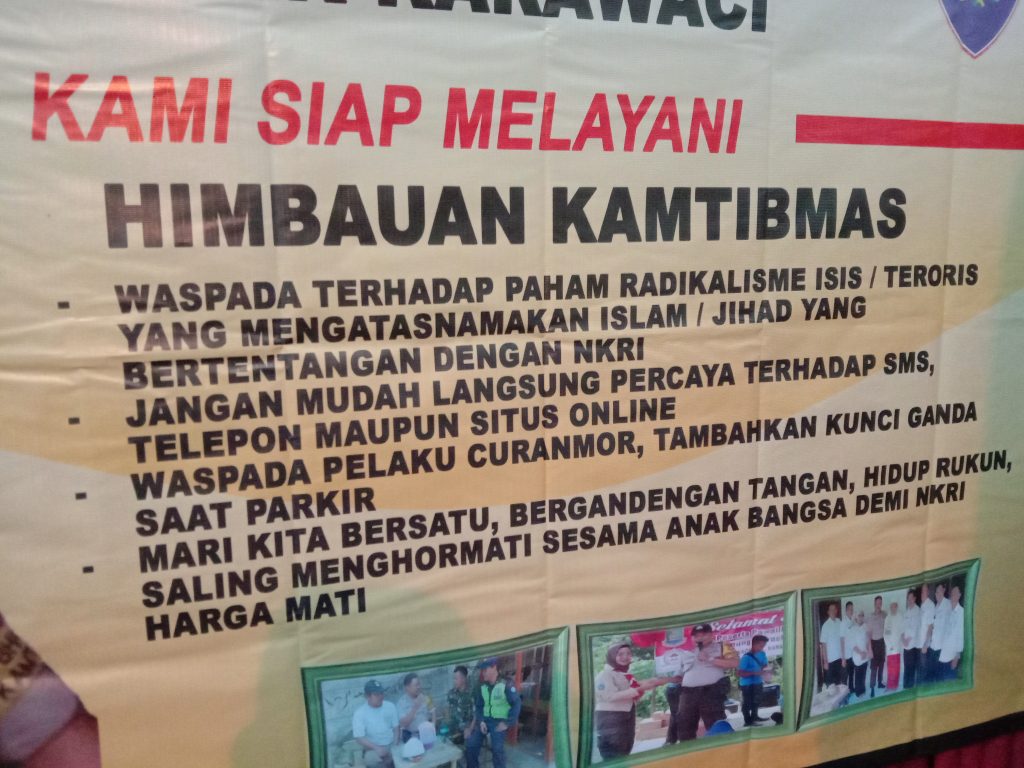 KARAWACI
KAMI SIAP MELAYANI
HIMBAUAN KAMTIBMAS
- WASPADA TERHADAP PAHAM RADIKALISME ISIS / TERORIS
YANG MENGATASNAMAKAN ISLAM / JIHAD YANG
BERTENTANGAN DENGAN NKRI
- JANGAN MUDAH LANGSUNG PERCAYA TERHADAP SMS,
TELEPON MAUPUN SITUS ONLINE
- WASPADA PELAKU CURANMOR, TAMBAHKAN KUNCI GANDA
SAAT PARKIR
- MARI KITA BERSATU, BERGANDENGAN TANGAN, HIDUP RUKUN,
SALING MENGHORMATI SESAMA ANAK BANGSA DEMI NKRI
HARGA MATI
Selamat